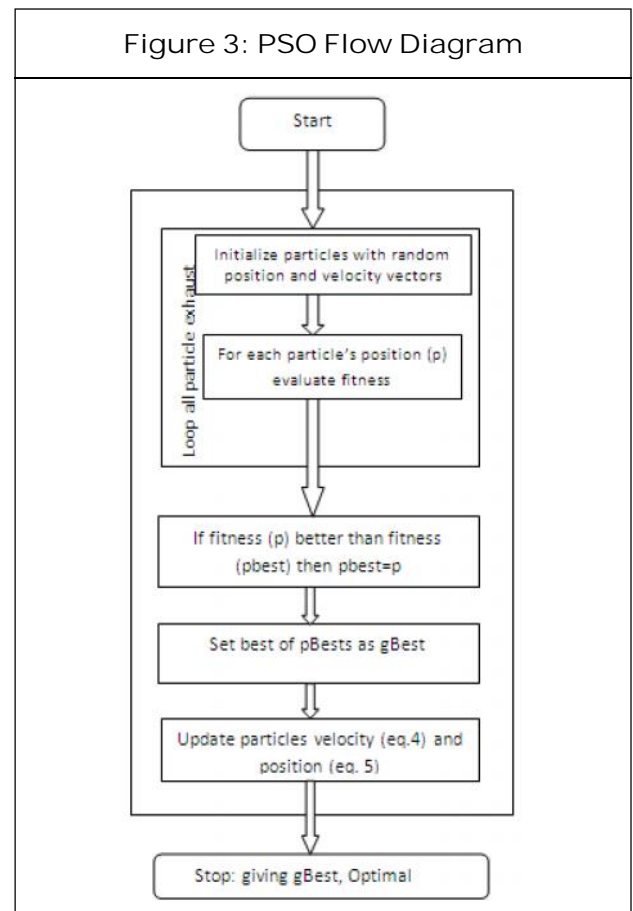 Figure 3: PSO Flow Diagram
Start
Loop all particle exhaust
Initialize particles with random
position and velocity vectors
For each particle's position (p)
evaluate fitness
If fitness (p) better than fitness
(pbest) then pbest=p
Set best of pBests as gBest
Update particles velocity (eq.4) and
position (eq. 5)
Stop: giving gBest, Optimal